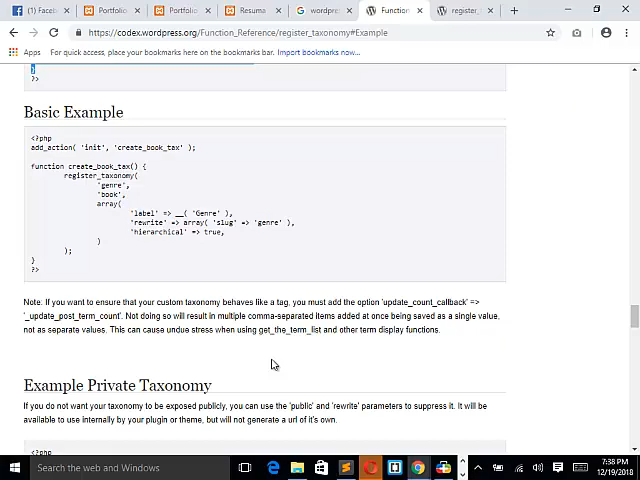 (1) Faceb
Portfolio
Portfolio
Resuma
wordpres
Function
register_
https://codex.wordpress.org/Function_Reference/register_taxonomy#Example
Apps For quick access, place your bookmarks here on the bookmarks bar. Import bookmarks now...
}
?>
Basic Example
<?php
add_action( 'init', 'create_book_tax' );
function create_book_tax() {
register_taxonomy(
'genre',
'book',
array(
'label' => __( 'Genre' ),
'rewrite' => array( 'slug' => 'genre' ),
'hierarchical' => true,
)
);
}
?>
Note: If you want to ensure that your custom taxonomy behaves like a tag, you must add the option 'update_count_callback' =>
'_update_post_term_count'. Not doing so will result in multiple comma-separated items added at once being saved as a single value,
not as separate values. This can cause undue stress when using get_the_term_list and other term display functions.
Example Private Taxonomy
If you do not want your taxonomy to be exposed publicly, you can use the 'public' and 'rewrite' parameters to suppress it. It will be
available to use internally by your plugin or theme, but will not generate a url of it's own.
<?php
Search the web and Windows
7:38 PM
12/19/2018